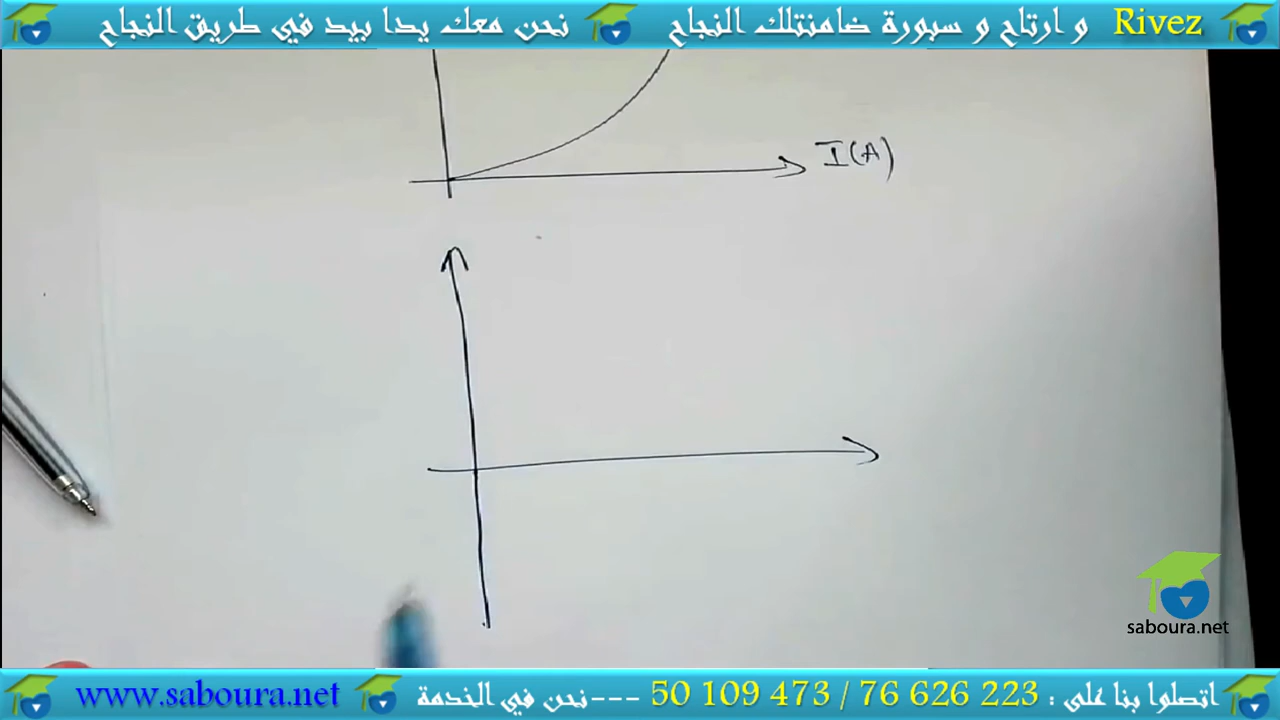 Rivez و ارتاح و سبورة ضامنتلك النجاح نحن معك يدا بيد في طريق النجاح
I(A)
saboura.net
اتصلوا بنا على : 223 626 76 / 473 109 50 ---نحن في الخدمة www.saboura.net